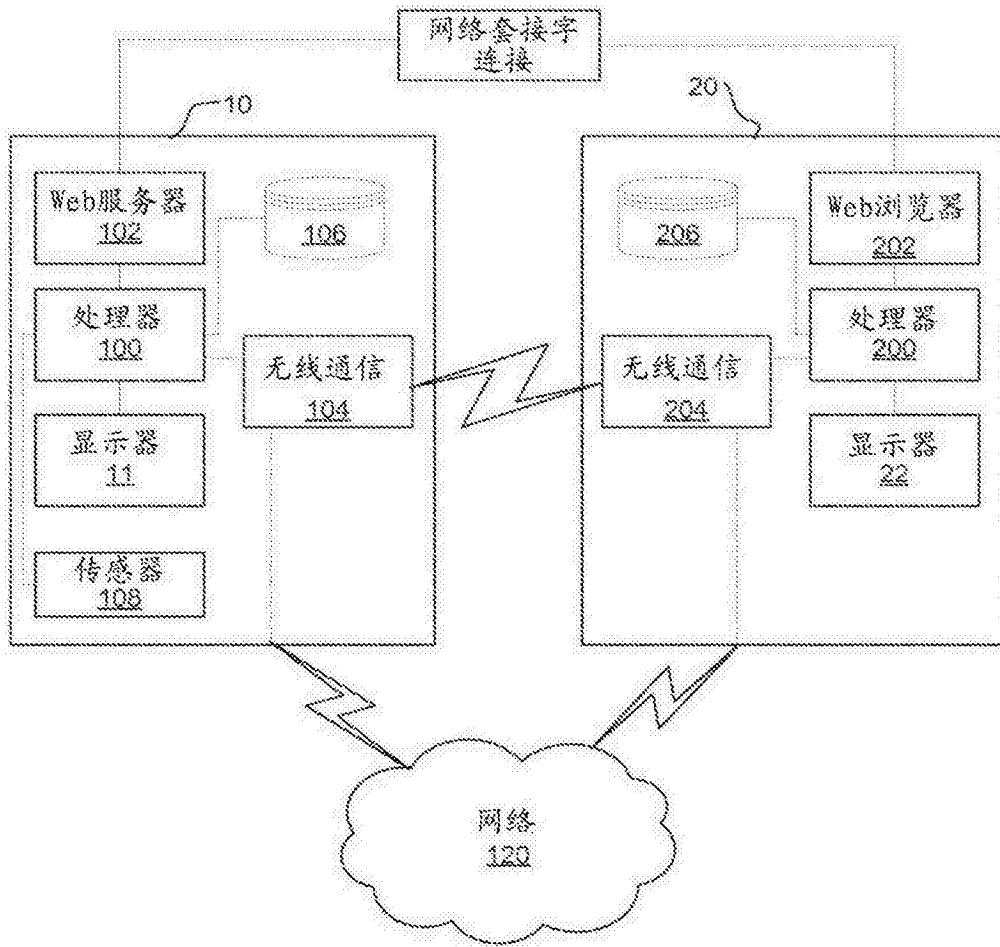 网络套接字
连接
10
20
Web服务器
102
106
处理器
100
无线通信
104
显示器
11
传感器
108
206
Web浏览器
202
处理器
200
无线通信
204
显示器
22
网络
120